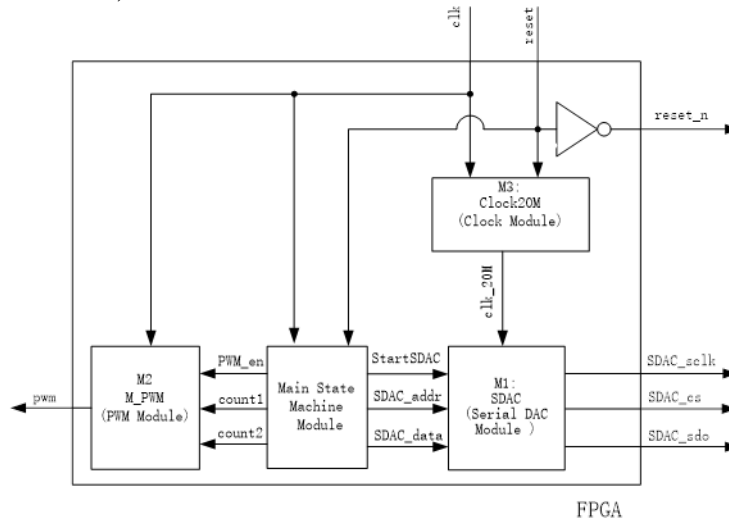 clk
reset
reset_n
M3:
Clock20M
(Clock Module)
clk_20M
M2
M_PWM
(PWM Module)
PWM_en
count1
count2
Main State
Machine
Module
StartSDAC
SDAC_addr
SDAC_data
M1:
SDAC
(Serial DAC
Module )
SDAC_sclk
SDAC_cs
SDAC_sdo
pwm
FPGA